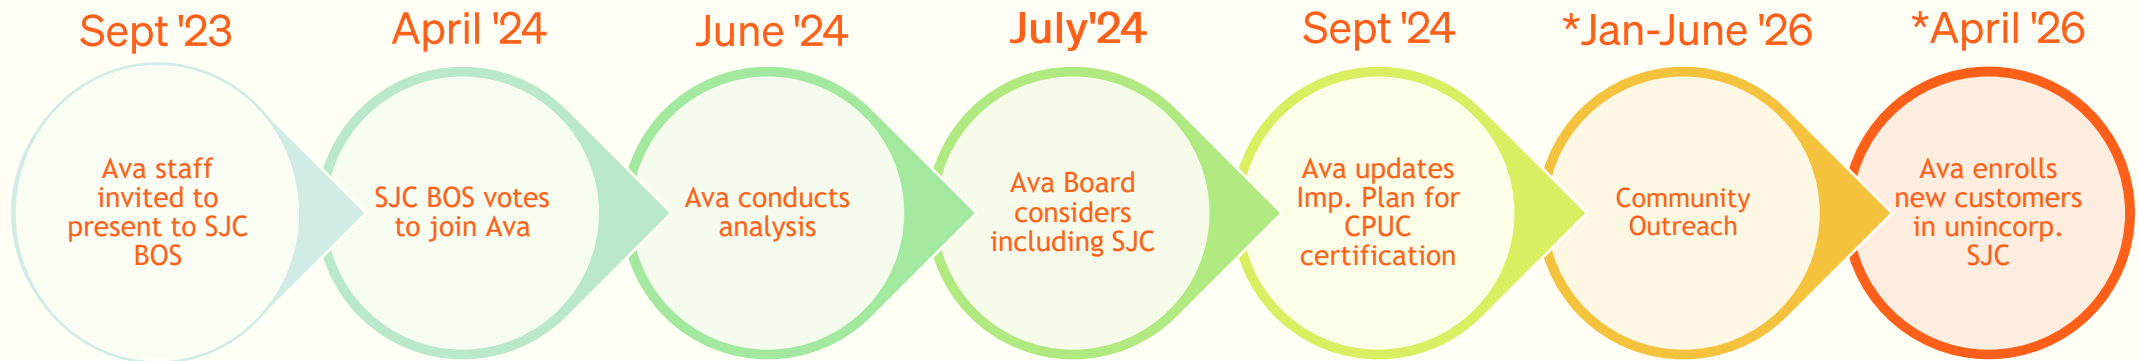 Sept '23
Ava staff
invited to
present to SJC
BOS
April '24
SJC BOS votes
to join Ava
June '24
Ava conducts
analysis
July'24
Ava Board
considers
including SJC
Sept '24
Ava updates
Imp. Plan for
CPUC
certification
*Jan-June '26
Community
Outreach
*April '26
Ava enrolls
new customers
in unincorp.
SJC